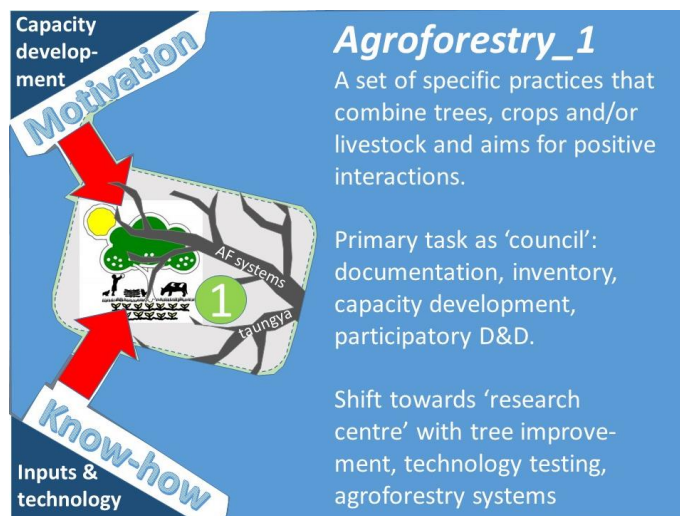 Capacity
develop-
ment
Motivation
AF systems
1
taungya
Know-how
Inputs &
technology
Agroforestry_1
A set of specific practices that
combine trees, crops and/or
livestock and aims for positive
interactions.
Primary task as ‘council’:
documentation, inventory,
capacity development,
participatory D&D.
Shift towards ‘research
centre’ with tree improve-
ment, technology testing,
agroforestry systems